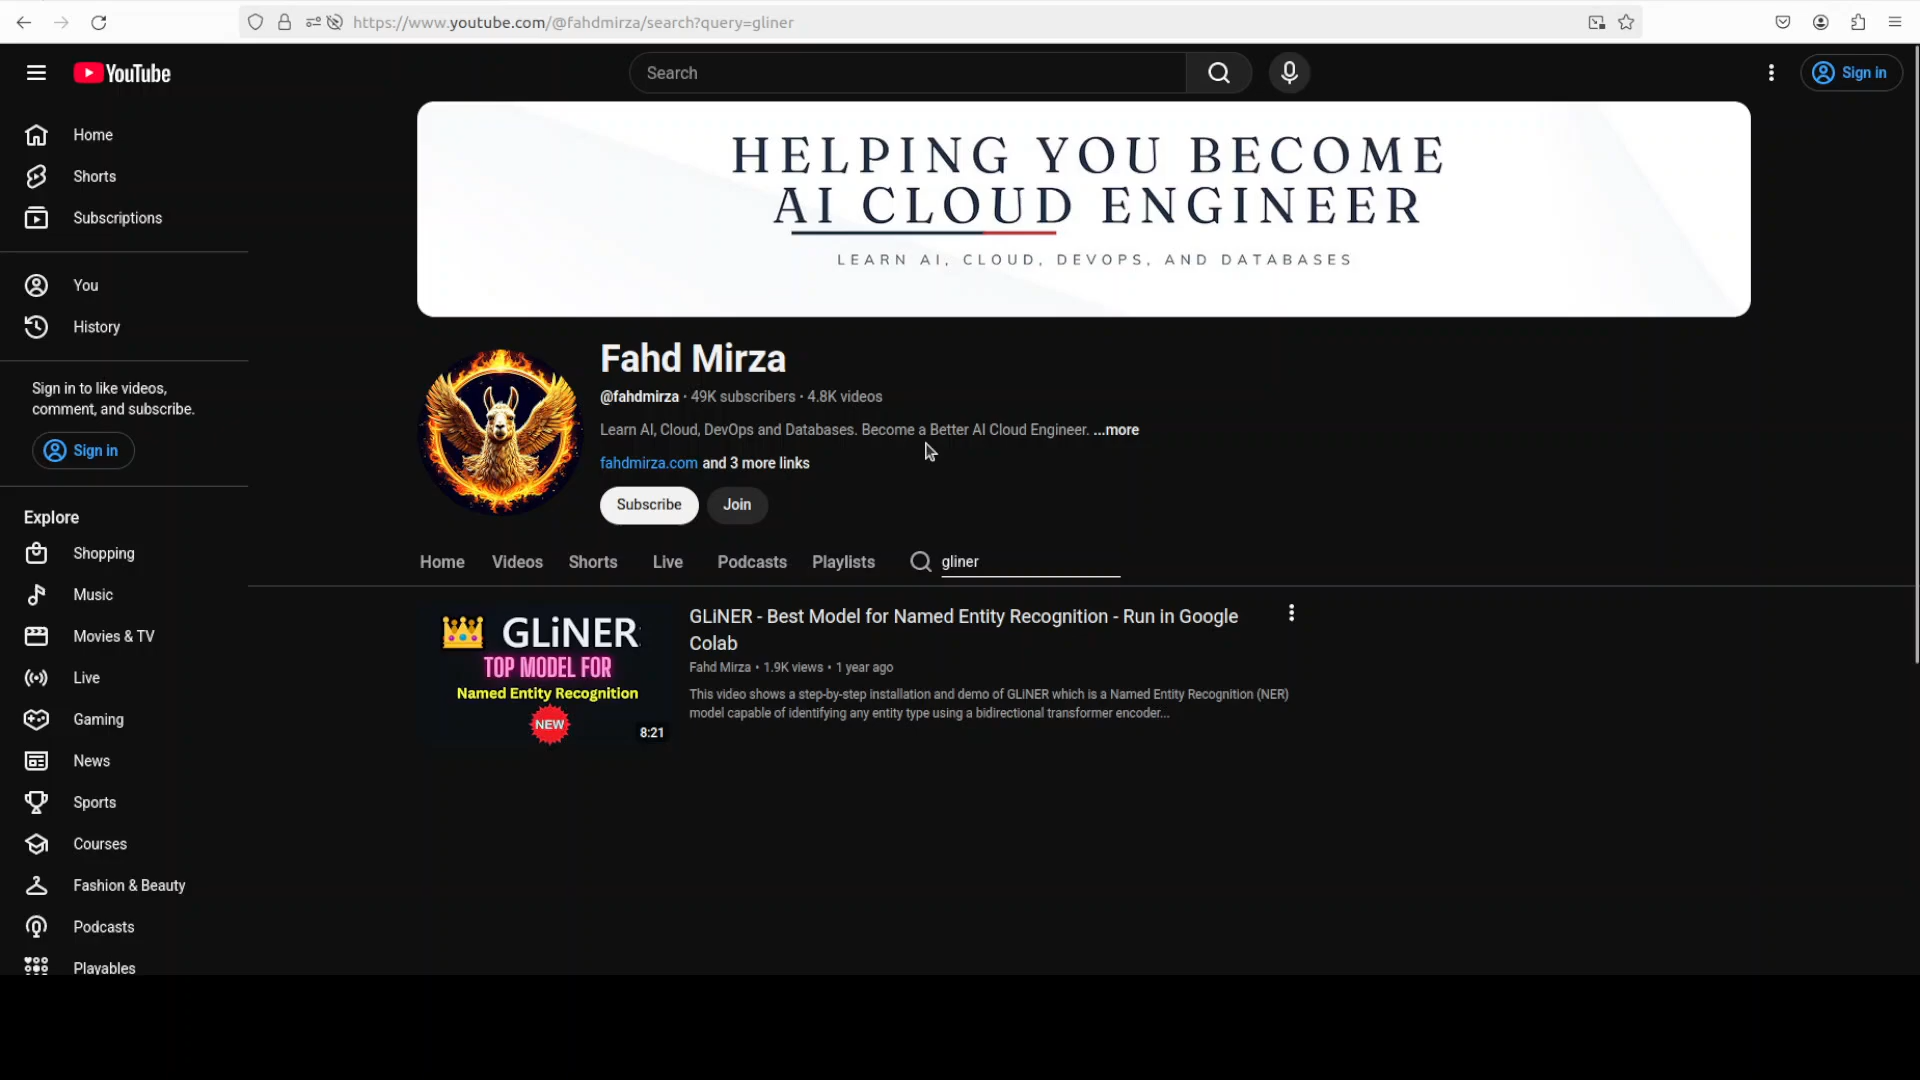 https://www.youtube.com/@fahdmirza/search?query=gliner
YouTube
Search
Sign in
Home
Shorts
Subscriptions
You
History
Sign in to like videos,
comment, and subscribe.
Sign in
Explore
Shopping
Music
Movies & TV
Live
Gaming
News
Sports
Courses
Fashion & Beauty
Podcasts
Playables
HELPING YOU BECOME
AI CLOUD ENGINEER
LEARN AI, CLOUD, DEVOPS, AND DATABASES
Fahd Mirza
@fahdmirza · 49K subscribers · 4.8K videos
Learn AI, Cloud, DevOps and Databases. Become a Better AI Cloud Engineer. ...more
fahdmirza.com and 3 more links
Subscribe Join
Home Videos Shorts Live Podcasts Playlists gliner
GLiNER
TOP MODEL FOR
Named Entity Recognition
NEW
8:21
GLiNER - Best Model for Named Entity Recognition - Run in Google
Colab
Fahd Mirza • 1.9K views • 1 year ago
This video shows a step-by-step installation and demo of GLiNER which is a Named Entity Recognition (NER)
model capable of identifying any entity type using a bidirectional transformer encoder...